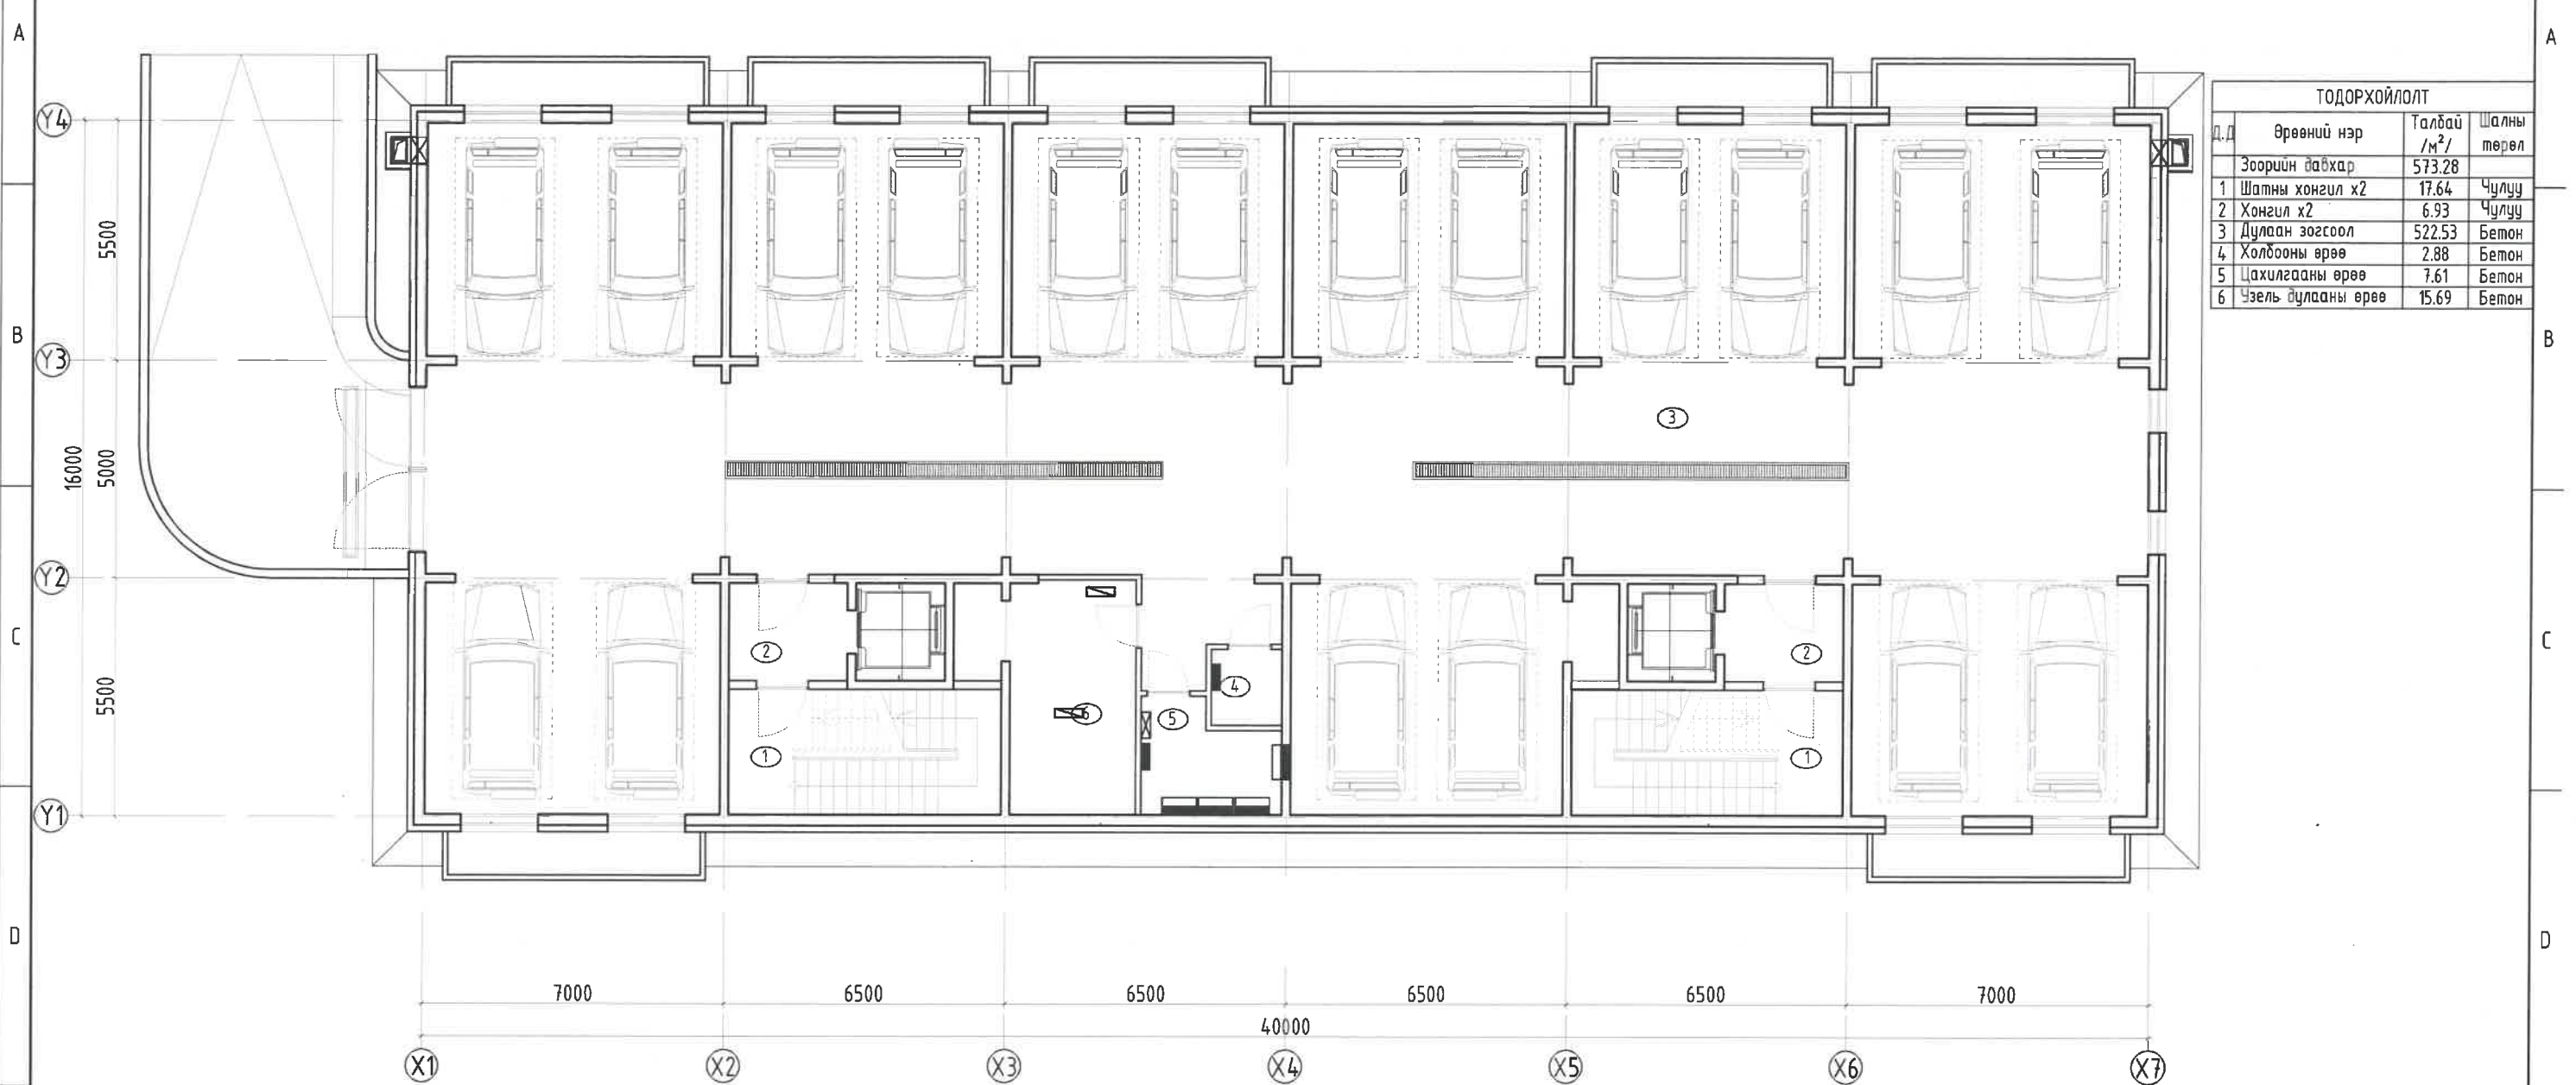 A
A
ТОДОРХОЙЛОЛТ
Д.Д Өрөөний нэр Талбай /м²/ Шалны төрөл
Зоорийн давхар 573.28
1 Шатны хонгил x2 17.64 Чулуу
2 Хонгил x2 6.93 Чулуу
3 Дулаан зогсоол 522.53 Бетон
4 Холбооны өрөө 2.88 Бетон
5 Цахилгааны өрөө 7.61 Бетон
6 Узель дулааны өрөө 15.69 Бетон
Y4
5500
B
B
Y3
3
16000
5000
Y2
C
C
2
2
4
6
5
5500
1
1
Y1
D
D
7000 6500 6500 6500 6500 7000
40000
X1 X2 X3 X4 X5 X6 X7